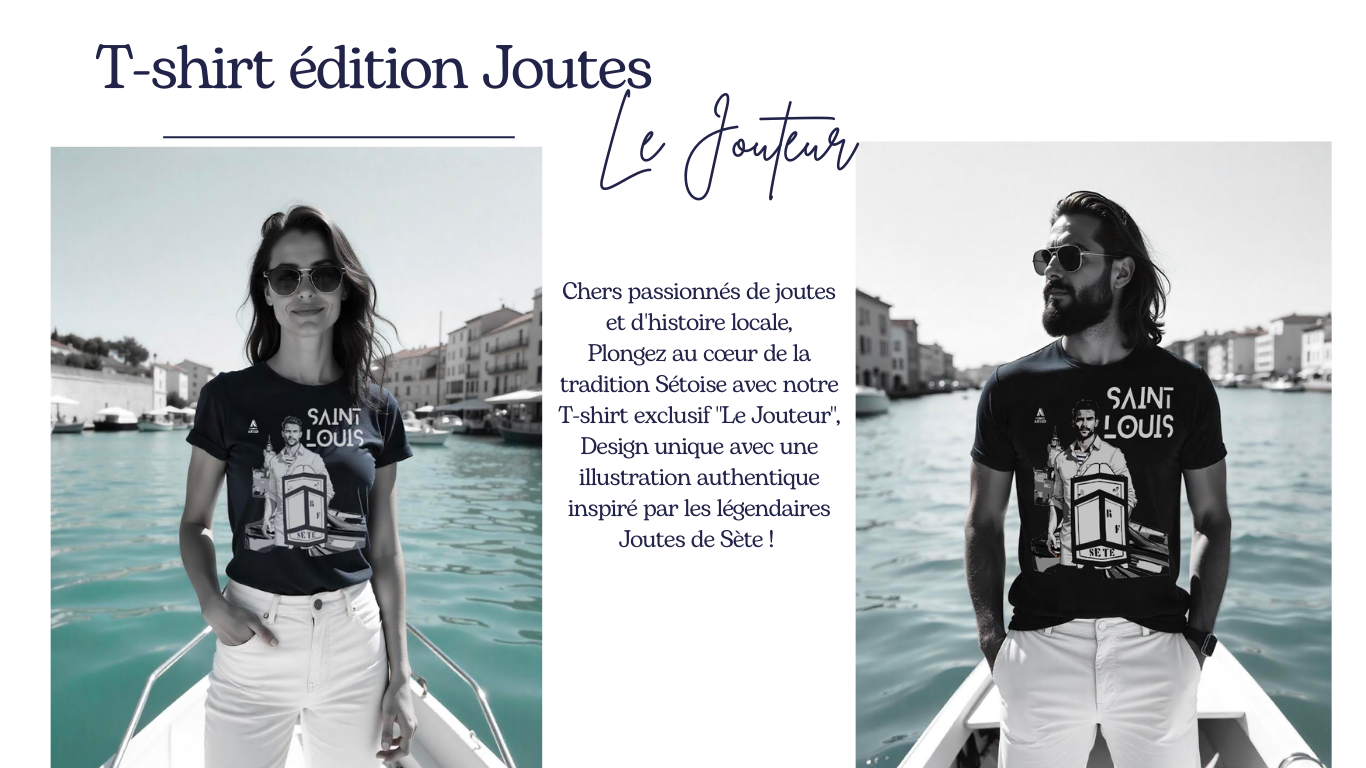 T-shirt édition Joutes
Le Jouteur
Chers passionnés de joutes
et d'histoire locale,
Plongez au cœur de la
tradition Sétoise avec notre
T-shirt exclusif "Le Jouteur",
Design unique avec une
illustration authentique
inspiré par les légendaires
Joutes de Sète !
SAINT
LOUIS
R
F
SETE
SAINT
LOUIS
R
F
SETE